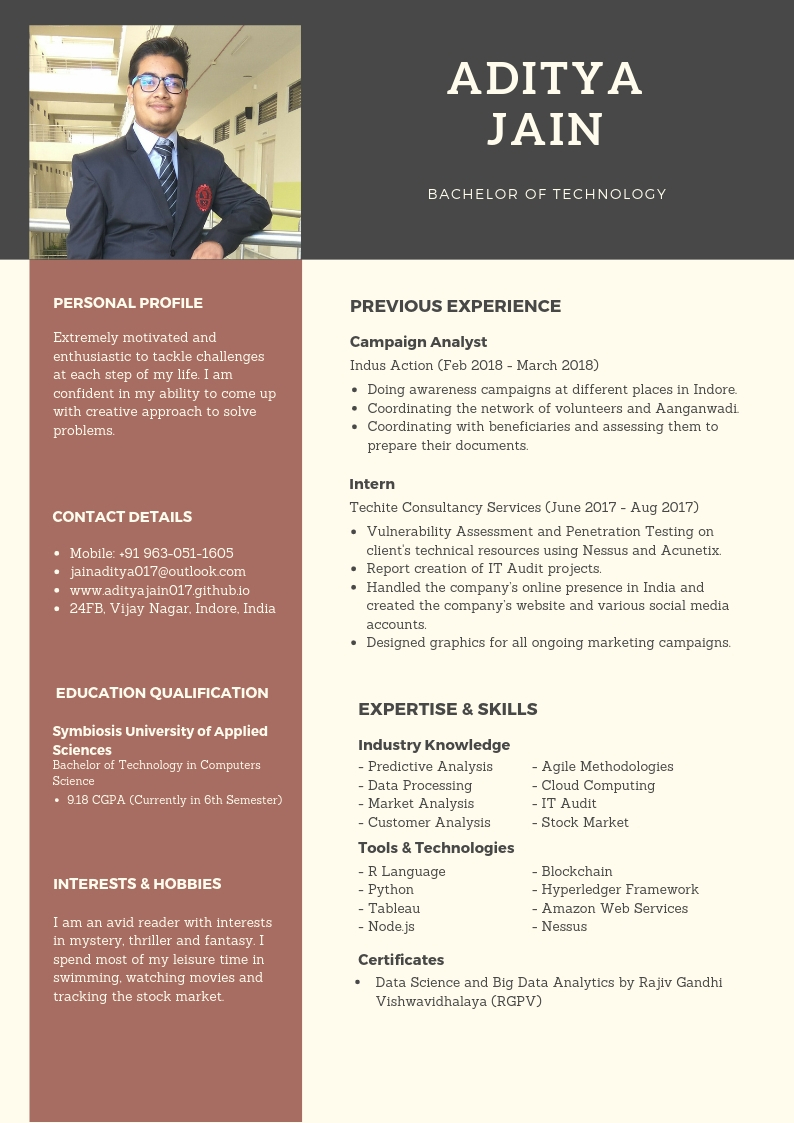 ADITYA
JAIN
BACHELOR OF TECHNOLOGY
PERSONAL PROFILE
Extremely motivated and
enthusiastic to tackle challenges
at each step of my life. I am
confident in my ability to come up
with creative approach to solve
problems.
CONTACT DETAILS
• Mobile: +91 963-051-1605
• jainaditya017@outlook.com
• www.adityajain017.github.io
• 24FB, Vijay Nagar, Indore, India
EDUCATION QUALIFICATION
Symbiosis University of Applied
Sciences
Bachelor of Technology in Computers
Science
• 9.18 CGPA (Currently in 6th Semester)
INTERESTS & HOBBIES
I am an avid reader with interests
in mystery, thriller and fantasy. I
spend most of my leisure time in
swimming, watching movies and
tracking the stock market.
PREVIOUS EXPERIENCE
Campaign Analyst
Indus Action (Feb 2018 - March 2018)
• Doing awareness campaigns at different places in Indore.
• Coordinating the network of volunteers and Aanganwadi.
• Coordinating with beneficiaries and assessing them to
prepare their documents.
Intern
Techite Consultancy Services (June 2017 - Aug 2017)
• Vulnerability Assessment and Penetration Testing on
client's technical resources using Nessus and Acunetix.
• Report creation of IT Audit projects.
• Handled the company's online presence in India and
created the company's website and various social media
accounts.
• Designed graphics for all ongoing marketing campaigns.
EXPERTISE & SKILLS
Industry Knowledge
- Predictive Analysis
- Data Processing
- Market Analysis
- Customer Analysis
- Agile Methodologies
- Cloud Computing
- IT Audit
- Stock Market
Tools & Technologies
- R Language
- Python
- Tableau
- Node.js
- Blockchain
- Hyperledger Framework
- Amazon Web Services
- Nessus
Certificates
• Data Science and Big Data Analytics by Rajiv Gandhi
Vishwavidhalaya (RGPV)